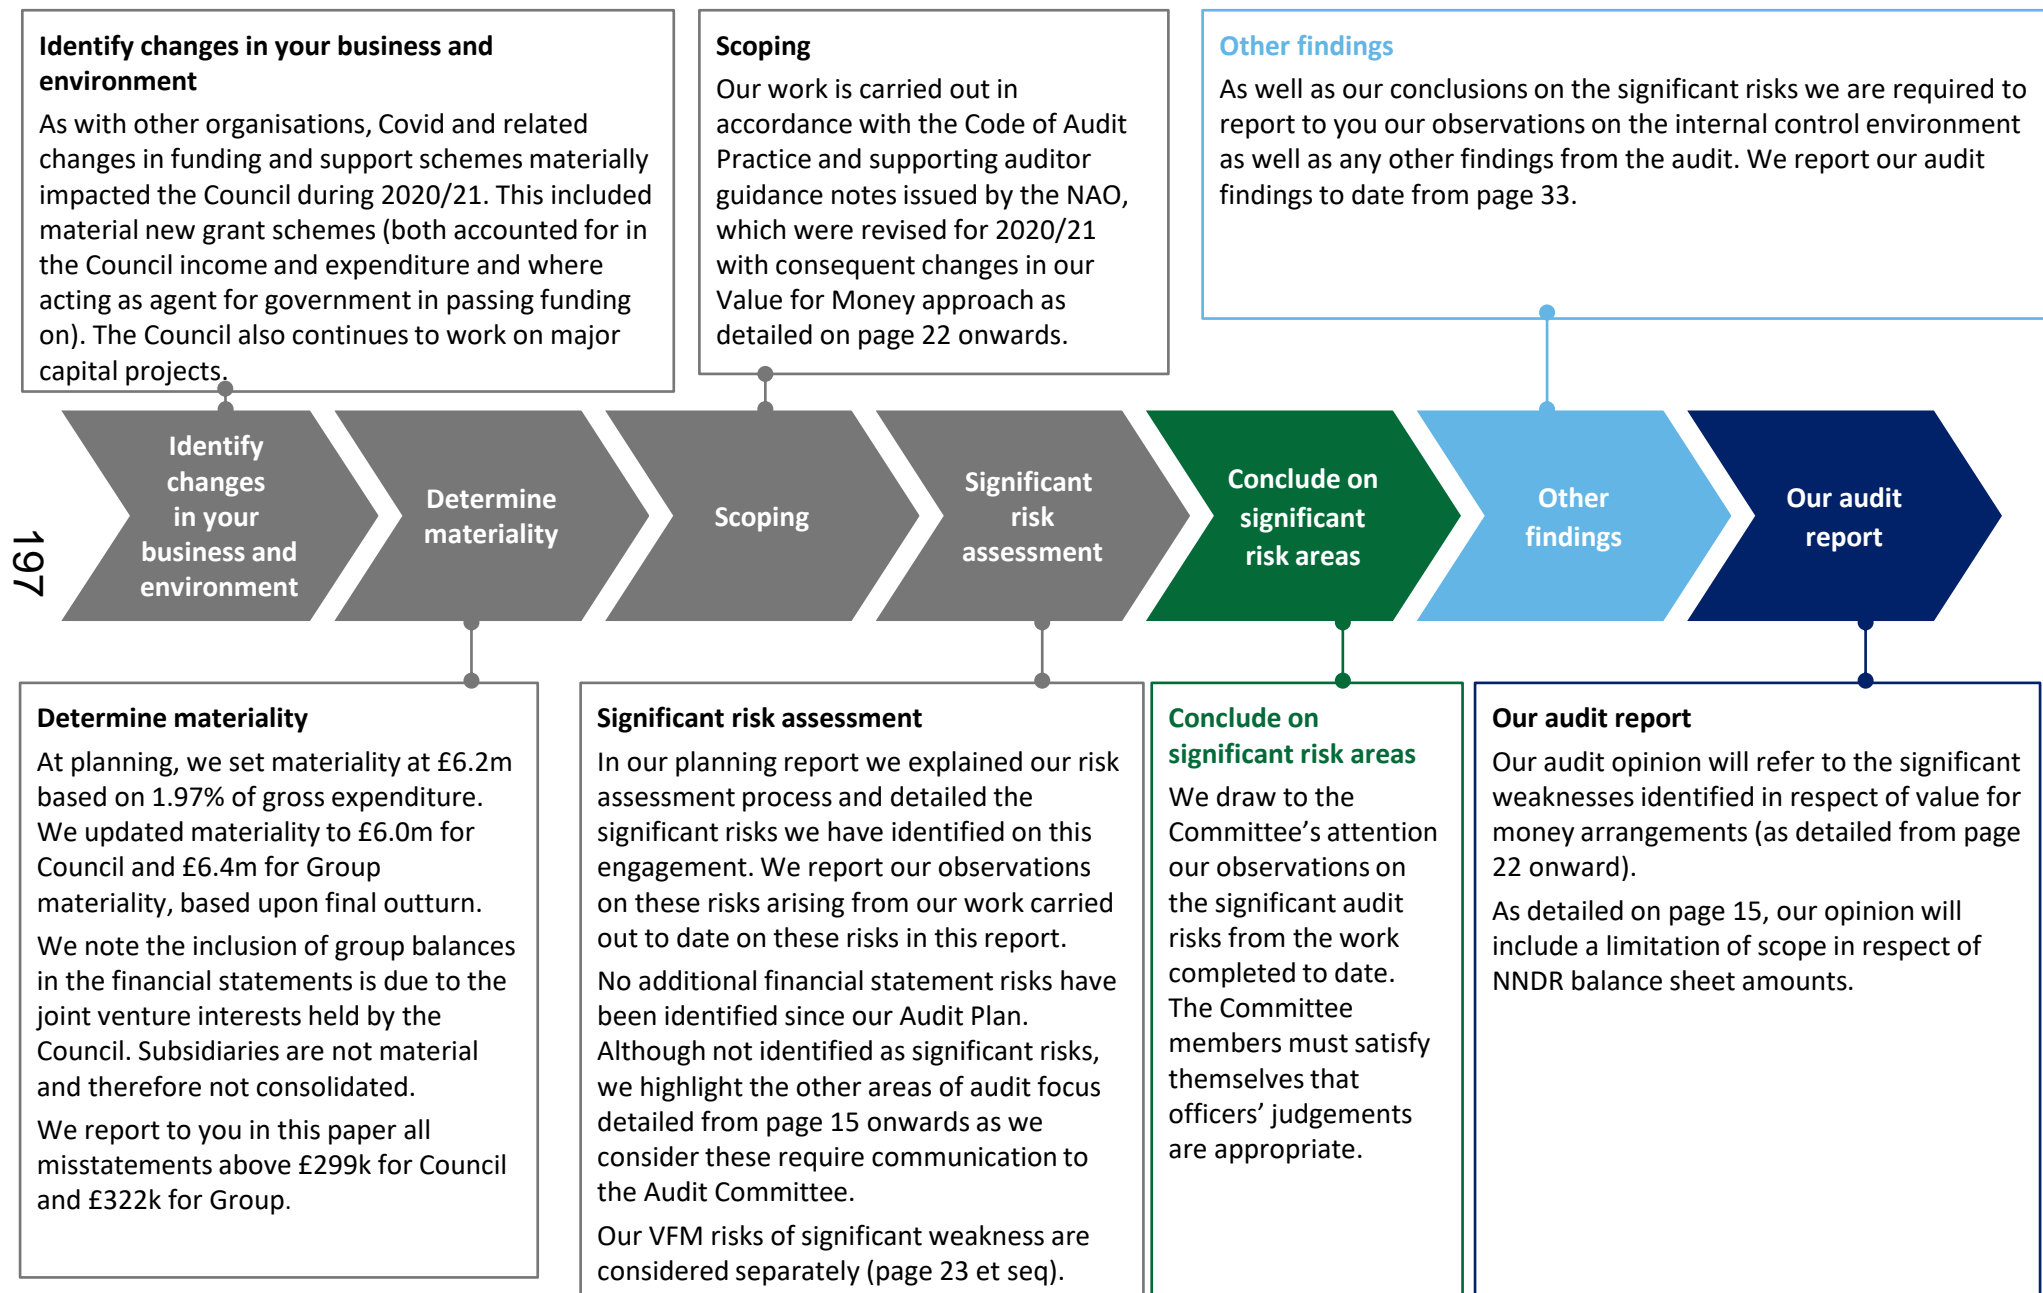 Identify changes in your business and
environment
As with other organisations, Covid and related
changes in funding and support schemes materially
impacted the Council during 2020/21. This included
material new grant schemes (both accounted for in
the Council income and expenditure and where
acting as agent for government in passing funding
on). The Council also continues to work on major
capital projects.
Scoping
Our work is carried out in
accordance with the Code of Audit
Practice and supporting auditor
guidance notes issued by the NAO,
which were revised for 2020/21
with consequent changes in our
Value for Money approach as
detailed on page 22 onwards.
Other findings
As well as our conclusions on the significant risks we are required to
report to you our observations on the internal control environment
as well as any other findings from the audit. We report our audit
findings to date from page 33.
Identify
changes
in your
business and
environment
Determine
materiality
Scoping
Significant
risk
assessment
Conclude on
significant
risk areas
Other
findings
Our audit
report
197
Determine materiality
At planning, we set materiality at £6.2m
based on 1.97% of gross expenditure.
We updated materiality to £6.0m for
Council and £6.4m for Group
materiality, based upon final outturn.
We note the inclusion of group balances
in the financial statements is due to the
joint venture interests held by the
Council. Subsidiaries are not material
and therefore not consolidated.
We report to you in this paper all
misstatements above £299k for Council
and £322k for Group.
Significant risk assessment
In our planning report we explained our risk
assessment process and detailed the
significant risks we have identified on this
engagement. We report our observations
on these risks arising from our work carried
out to date on these risks in this report.
No additional financial statement risks have
been identified since our Audit Plan.
Although not identified as significant risks,
we highlight the other areas of audit focus
detailed from page 15 onwards as we
consider these require communication to
the Audit Committee.
Our VFM risks of significant weakness are
considered separately (page 23 et seq).
Conclude on
significant risk areas
We draw to the
Committee's attention
our observations on
the significant audit
risks from the work
completed to date.
The Committee
members must satisfy
themselves that
officers' judgements
are appropriate.
Our audit report
Our audit opinion will refer to the significant
weaknesses identified in respect of value for
money arrangements (as detailed from page
22 onward).
As detailed on page 15, our opinion will
include a limitation of scope in respect of
NNDR balance sheet amounts.